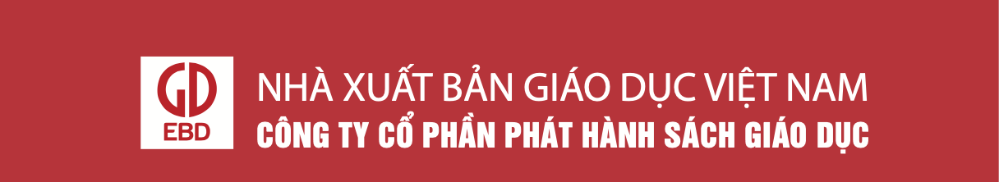 GD
EBD
NHÀ XUẤT BẢN GIÁO DỤC VIỆT NAM
CÔNG TY CỔ PHẦN PHÁT HÀNH SÁCH GIÁO DỤC